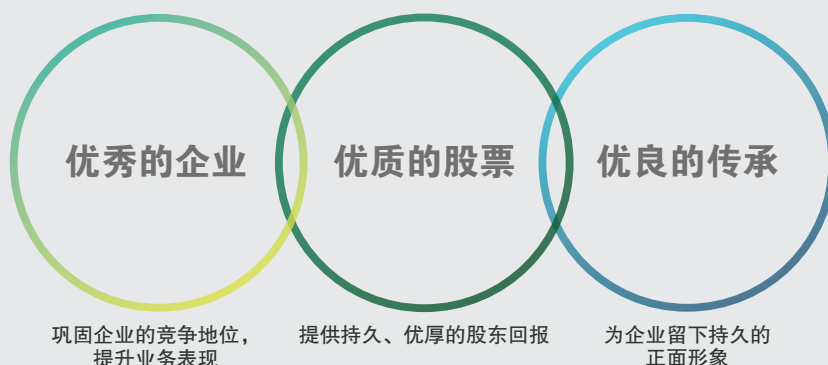 优秀的企业
优质的股票
优良的传承
巩固企业的竞争地位，
提升业务表现
提供持久、优厚的股东回报
为企业留下持久的
正面形象